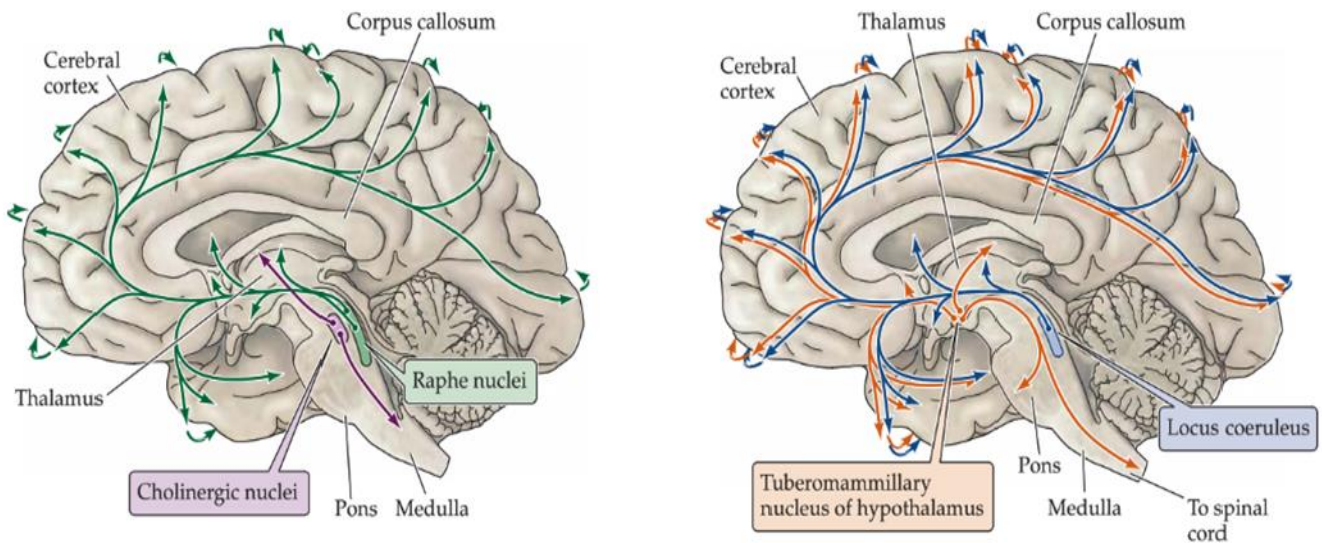 Corpus callosum
Cerebral
cortex
Thalamus
Raphe nuclei
Cholinergic nuclei
Pons
Medulla
Thalamus
Corpus callosum
Cerebral
cortex
Locus coeruleus
Tuberomammillary
nucleus of hypothalamus
Pons
Medulla
To spinal
cord